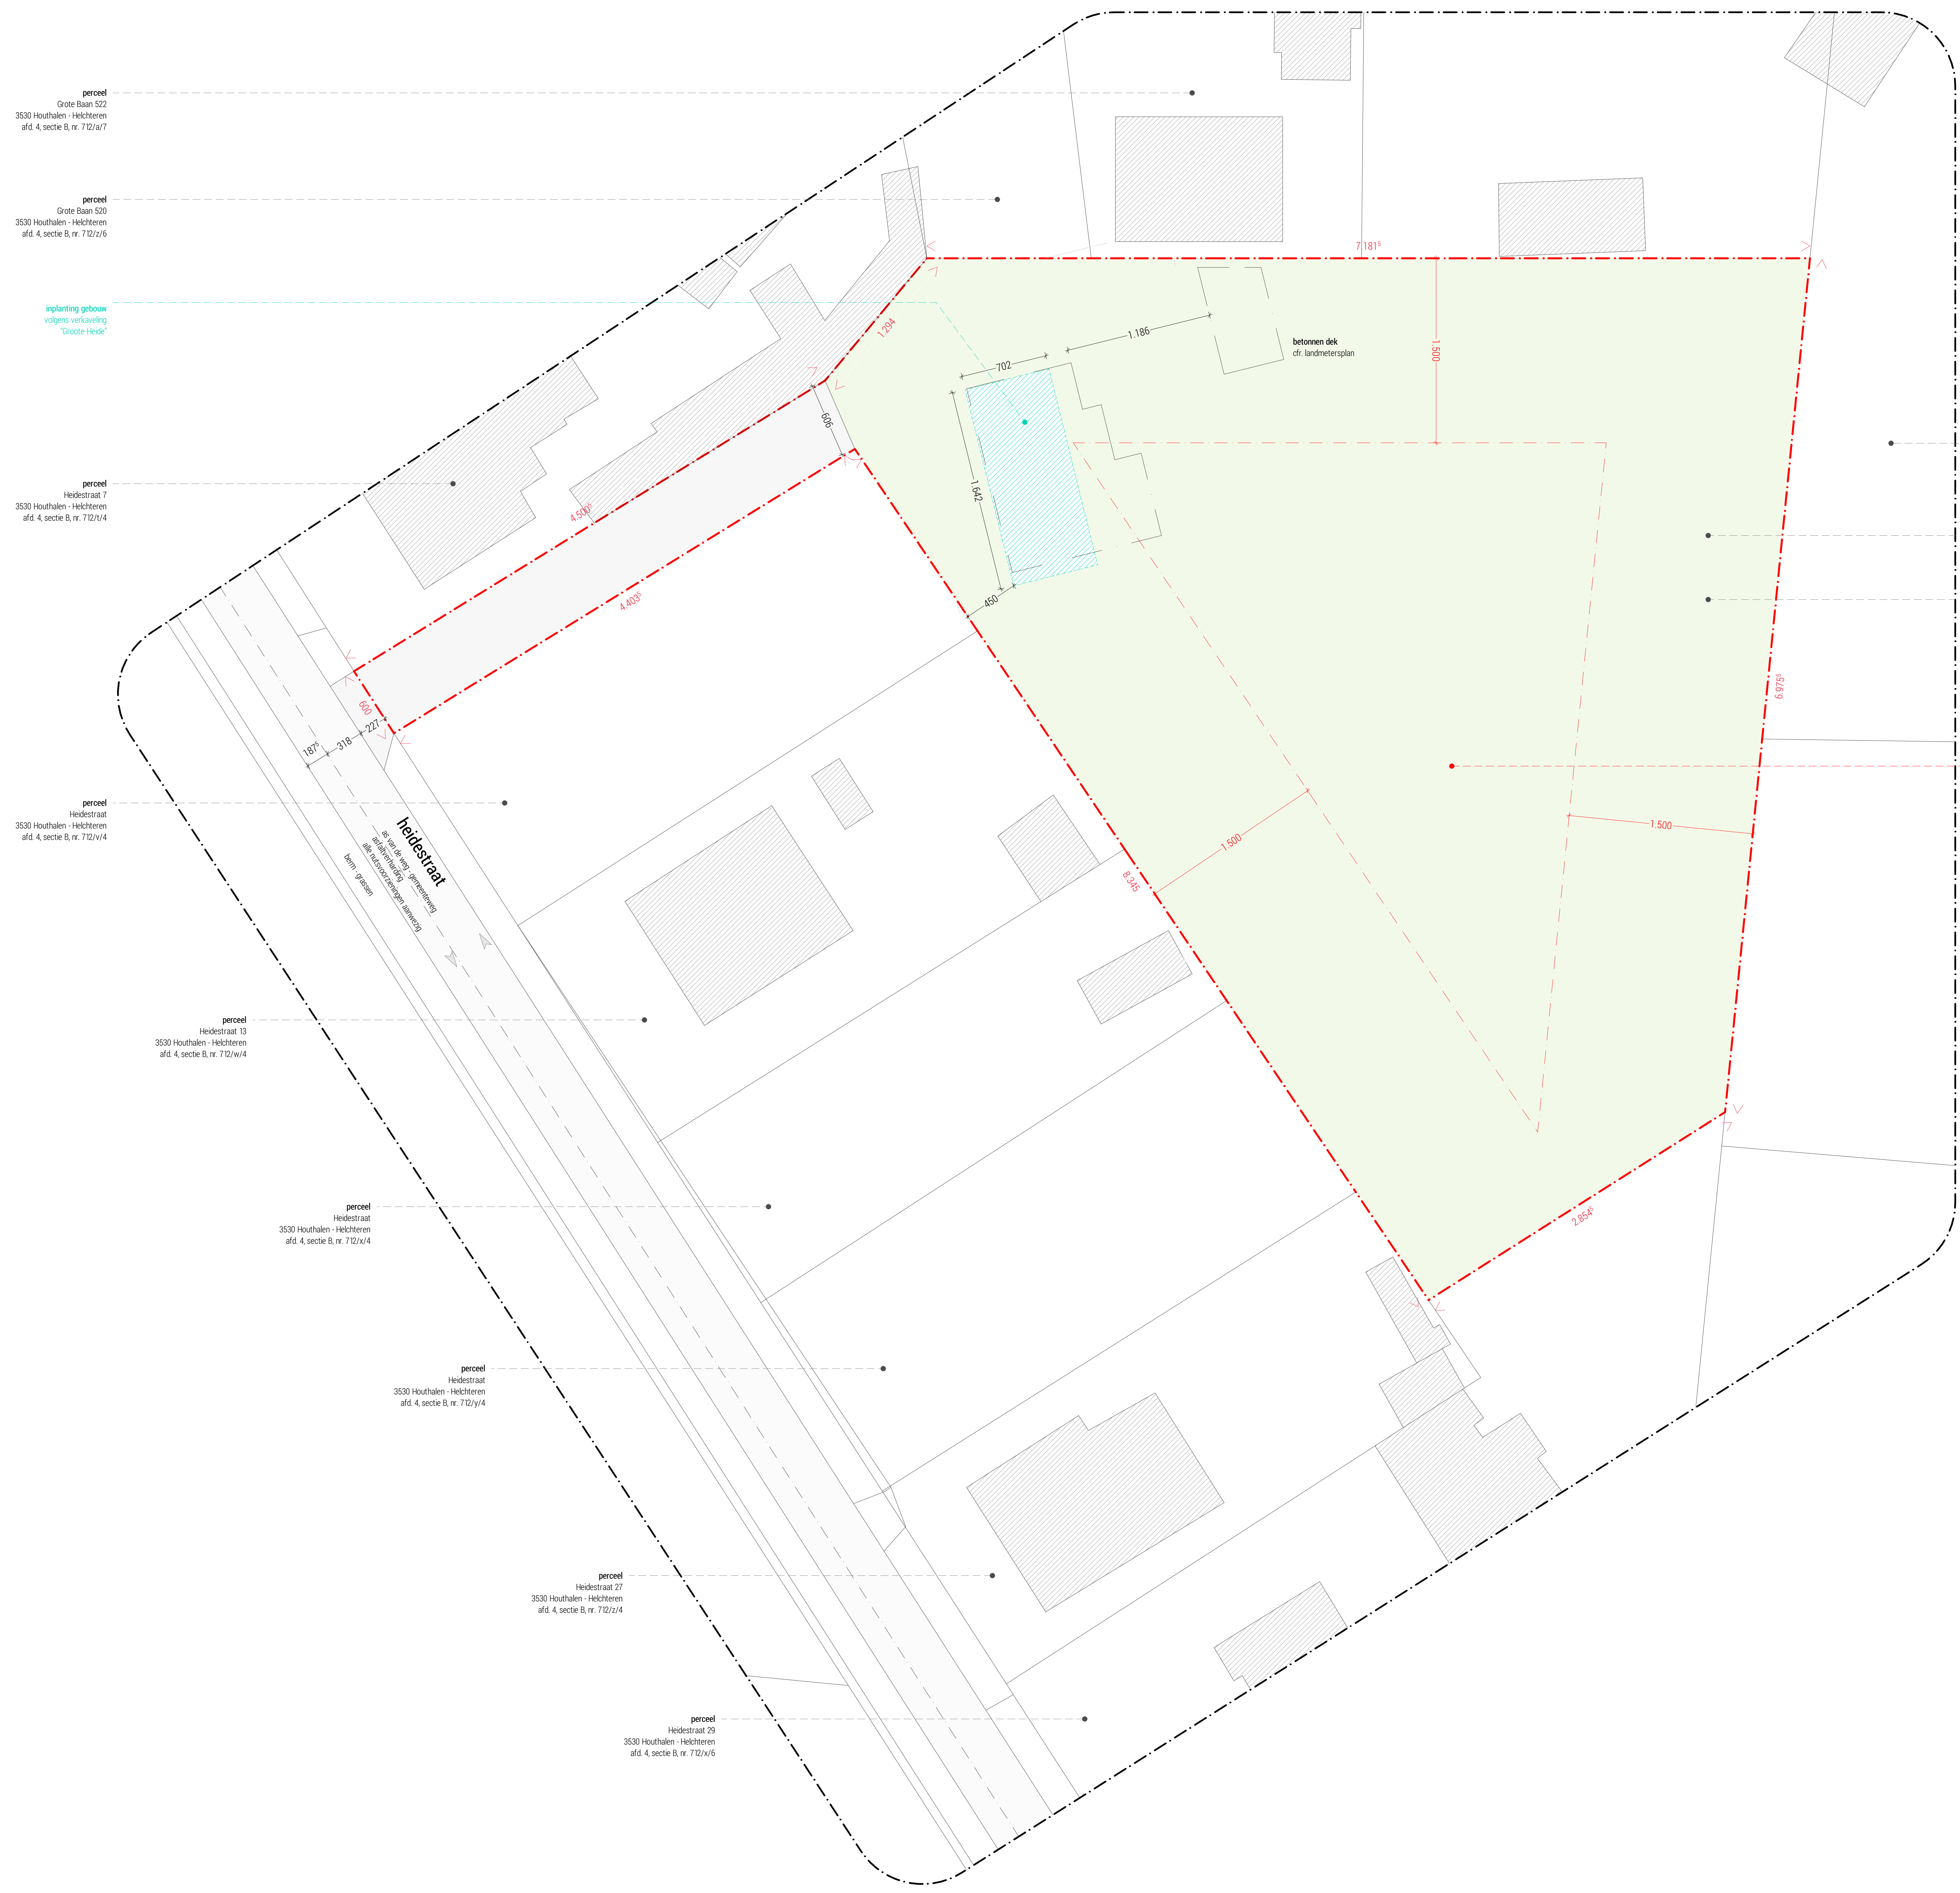 perceel
Grote Baan 522
3530 Houthalen - Helchteren
afd. 4, sectie B, nr. 712/a/7
perceel
Grote Baan 520
3530 Houthalen - Helchteren
afd. 4, sectie B, nr. 712/z/6
inplanting gebouw
volgens verkaveling
"Groote-Heide"
perceel
Heidestraat 7
3530 Houthalen - Helchteren
afd. 4, sectie B, nr. 712/t/4
perceel
Heidestraat
3530 Houthalen - Helchteren
afd. 4, sectie B, nr. 712/v/4
perceel
Heidestraat 13
3530 Houthalen - Helchteren
afd. 4, sectie B, nr. 712/w/4
perceel
Heidestraat
3530 Houthalen - Helchteren
afd. 4, sectie B, nr. 712/x/4
perceel
Heidestraat
3530 Houthalen - Helchteren
afd. 4, sectie B, nr. 712/y/4
perceel
Heidestraat 27
3530 Houthalen - Helchteren
afd. 4, sectie B, nr. 712/z/4
perceel
Heidestraat 29
3530 Houthalen - Helchteren
afd. 4, sectie B, nr. 712/x/6
heidestraat
as van de weg - gemeenteweg
asfaltverharding
alle nutsvoorzieningen aanwezig
berm - grassen
betonnen dek
cfr. landmetersplan
7.181⁵
1.294
1.186
702
1.500
606
1.642
450
4.500⁵
4.403⁵
600
227
318
187⁵
6.975⁵
1.500
1.500
8.345
2.854⁵